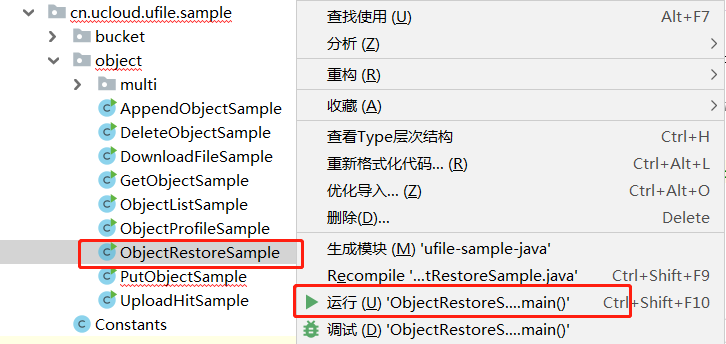 cn.ucloud.ufile.sample
bucket
object
multi
AppendObjectSample
DeleteObjectSample
DownloadFileSample
GetObjectSample
ObjectListSample
ObjectProfileSample
ObjectRestoreSample
PutObjectSample
UploadHitSample
Constants
查找使用 (U) Alt+F7
分析 (Z)
重构 (R)
收藏 (A)
查看Type层次结构 Ctrl+H
重新格式化代码... (R) Ctrl+Alt+L
优化导入... (Z) Ctrl+Alt+O
删除(D)... Delete
生成模块 (M) 'ufile-sample-java'
Recompile '...tRestoreSample.java' Ctrl+Shift+F9
运行 (U) 'ObjectRestoreS....main()' Ctrl+Shift+F10
调试 (D) 'ObjectRestoreS....main()'